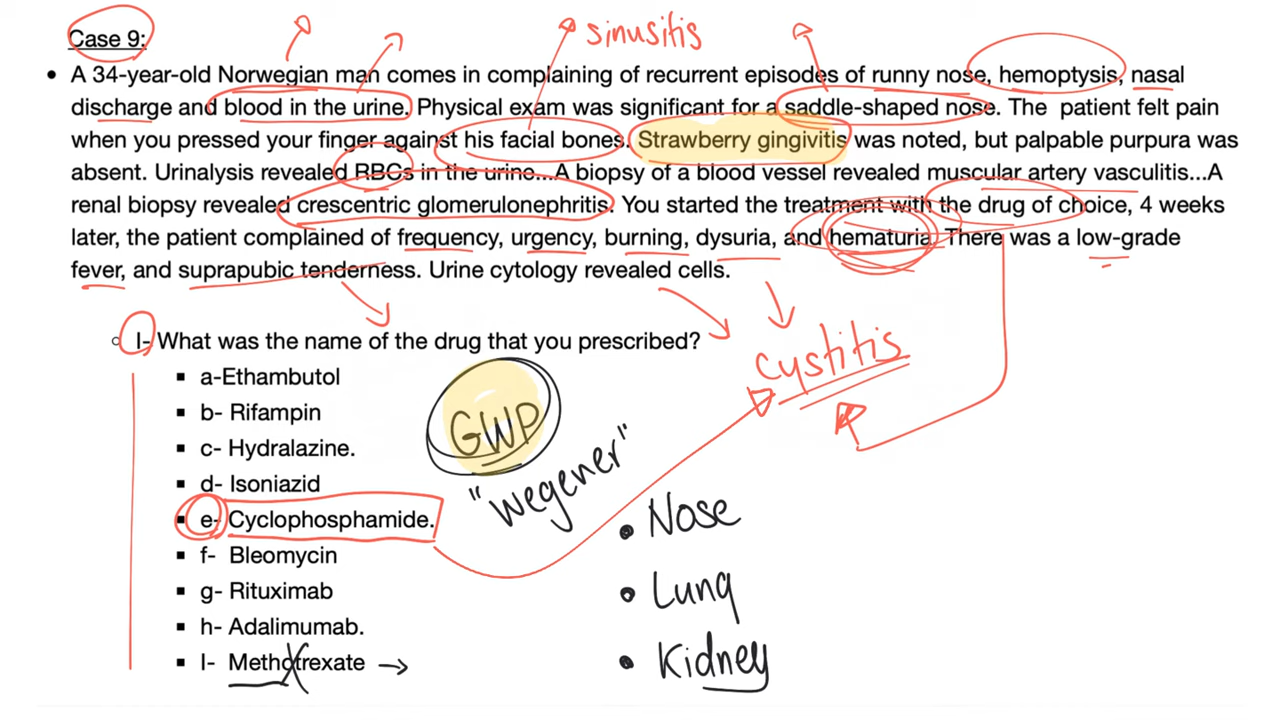 Case 9:
sinusitis
• A 34-year-old Norwegian man comes in complaining of recurrent episodes of runny nose, hemoptysis, nasal
discharge and blood in the urine. Physical exam was significant for a saddle-shaped nose. The patient felt pain
when you pressed your finger against his facial bones. Strawberry gingivitis was noted, but palpable purpura was
absent. Urinalysis revealed RBCs in the urine...A biopsy of a blood vessel revealed muscular artery vasculitis...A
renal biopsy revealed crescentric glomerulonephritis. You started the treatment with the drug of choice, 4 weeks
later, the patient complained of frequency, urgency, burning, dysuria, and hematuria. There was a low-grade
fever, and suprapubic tenderness. Urine cytology revealed cells.
I- What was the name of the drug that you prescribed?
cystitis
a-Ethambutol
b- Rifampin
c- Hydralazine.
d- Isoniazid
e- Cyclophosphamide.
f- Bleomycin
g- Rituximab
h- Adalimumab.
I- Methotrexate →
GWP
"wegener"
• Nose
• Lung
• Kidney